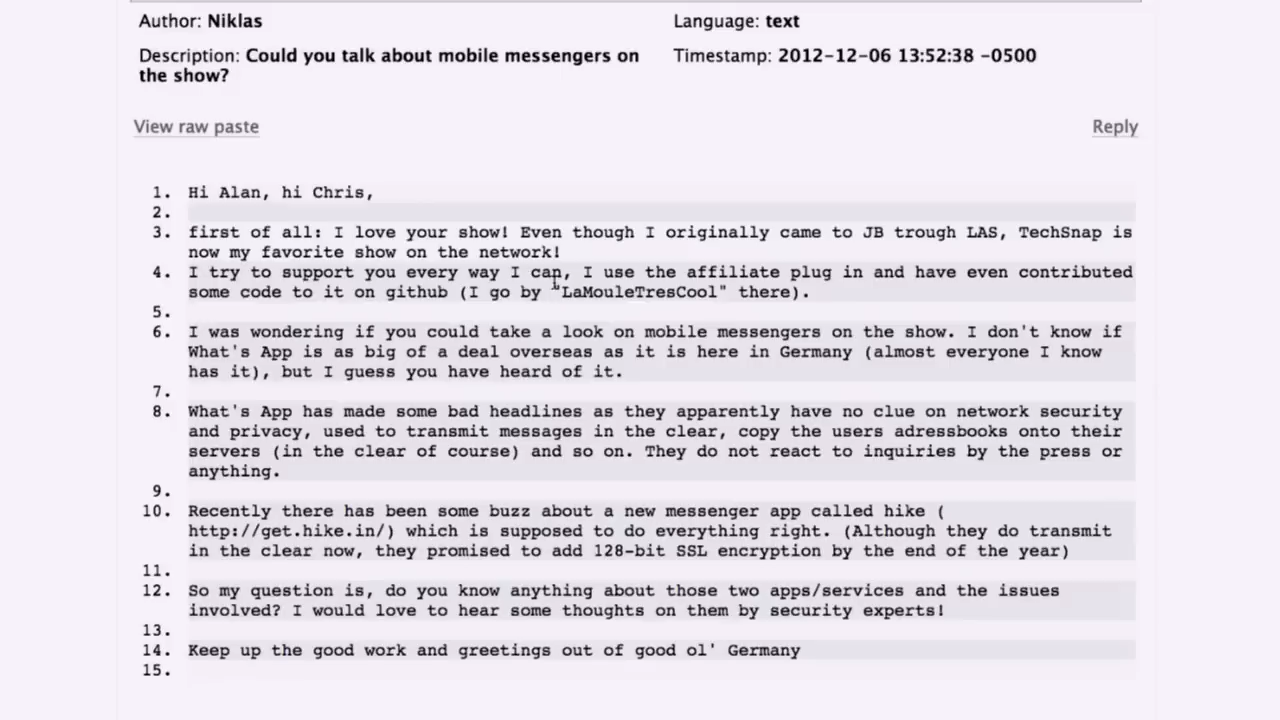 Author: Niklas
Language: text
Description: Could you talk about mobile messengers on
the show?
Timestamp: 2012-12-06 13:52:38 -0500
View raw paste
Reply
1. Hi Alan, hi Chris,
2.
3. first of all: I love your show! Even though I originally came to JB trough LAS, TechSnap is
now my favorite show on the network!
4. I try to support you every way I can, I use the affiliate plug in and have even contributed
some code to it on github (I go by "LaMouleTresCool" there).
5.
6. I was wondering if you could take a look on mobile messengers on the show. I don't know if
What's App is as big of a deal overseas as it is here in Germany (almost everyone I know
has it), but I guess you have heard of it.
7.
8. What's App has made some bad headlines as they apparently have no clue on network security
and privacy, used to transmit messages in the clear, copy the users adressbooks onto their
servers (in the clear of course) and so on. They do not react to inquiries by the press or
anything.
9.
10. Recently there has been some buzz about a new messenger app called hike (
http://get.hike.in/) which is supposed to do everything right. (Although they do transmit
in the clear now, they promised to add 128-bit SSL encryption by the end of the year)
11.
12. So my question is, do you know anything about those two apps/services and the issues
involved? I would love to hear some thoughts on them by security experts!
13.
14. Keep up the good work and greetings out of good ol' Germany
15.